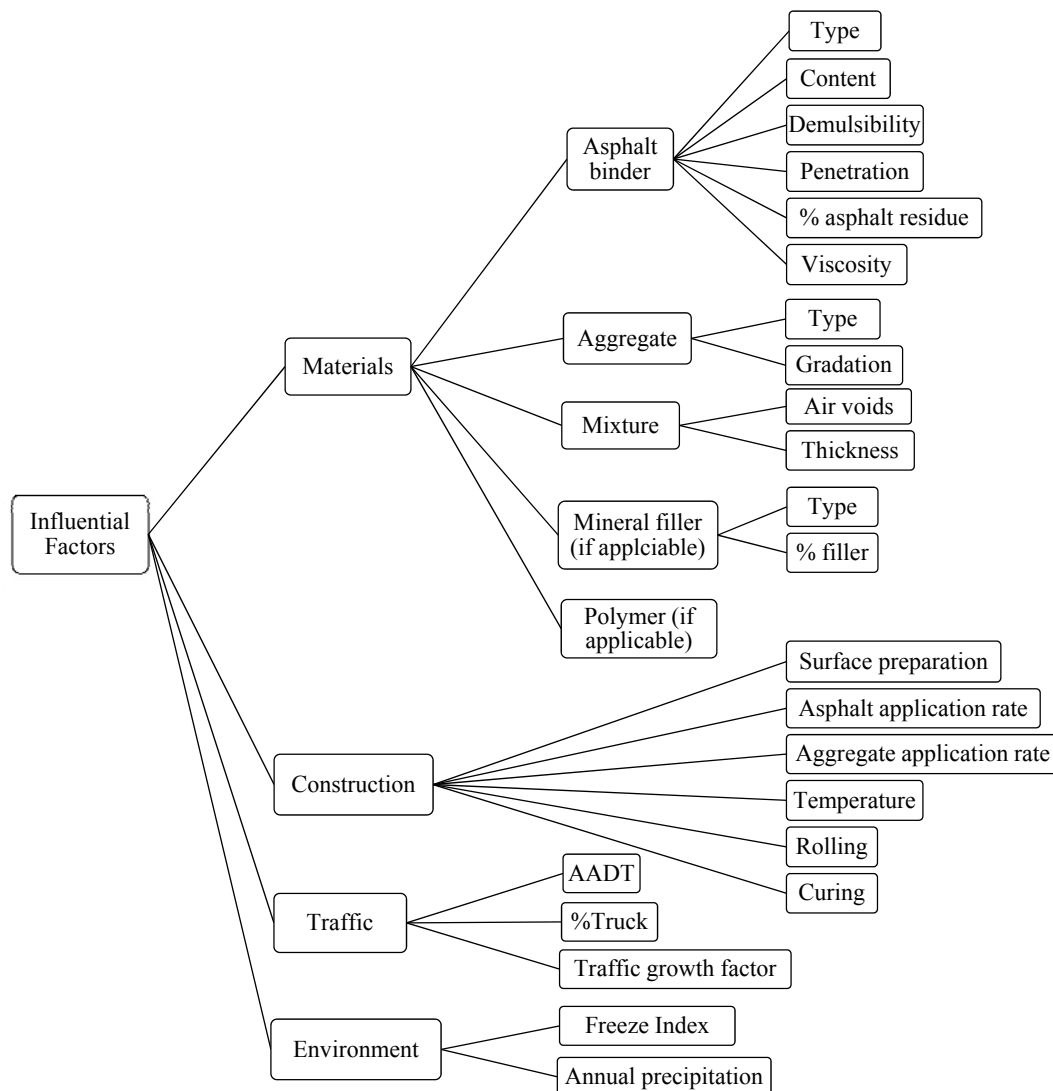 Type
Content
Demulsibility
Asphalt
binder
Penetration
% asphalt residue
Viscosity
Type
Aggregate
Materials
Gradation
Air voids
Mixture
Thickness
Influential
Factors
Type
Mineral filler
(if applciable)
% filler
Polymer (if
applicable)
Surface preparation
Asphalt application rate
Aggregate application rate
Construction
Temperature
Rolling
Curing
AADT
Traffic
%Truck
Traffic growth factor
Freeze Index
Environment
Annual precipitation